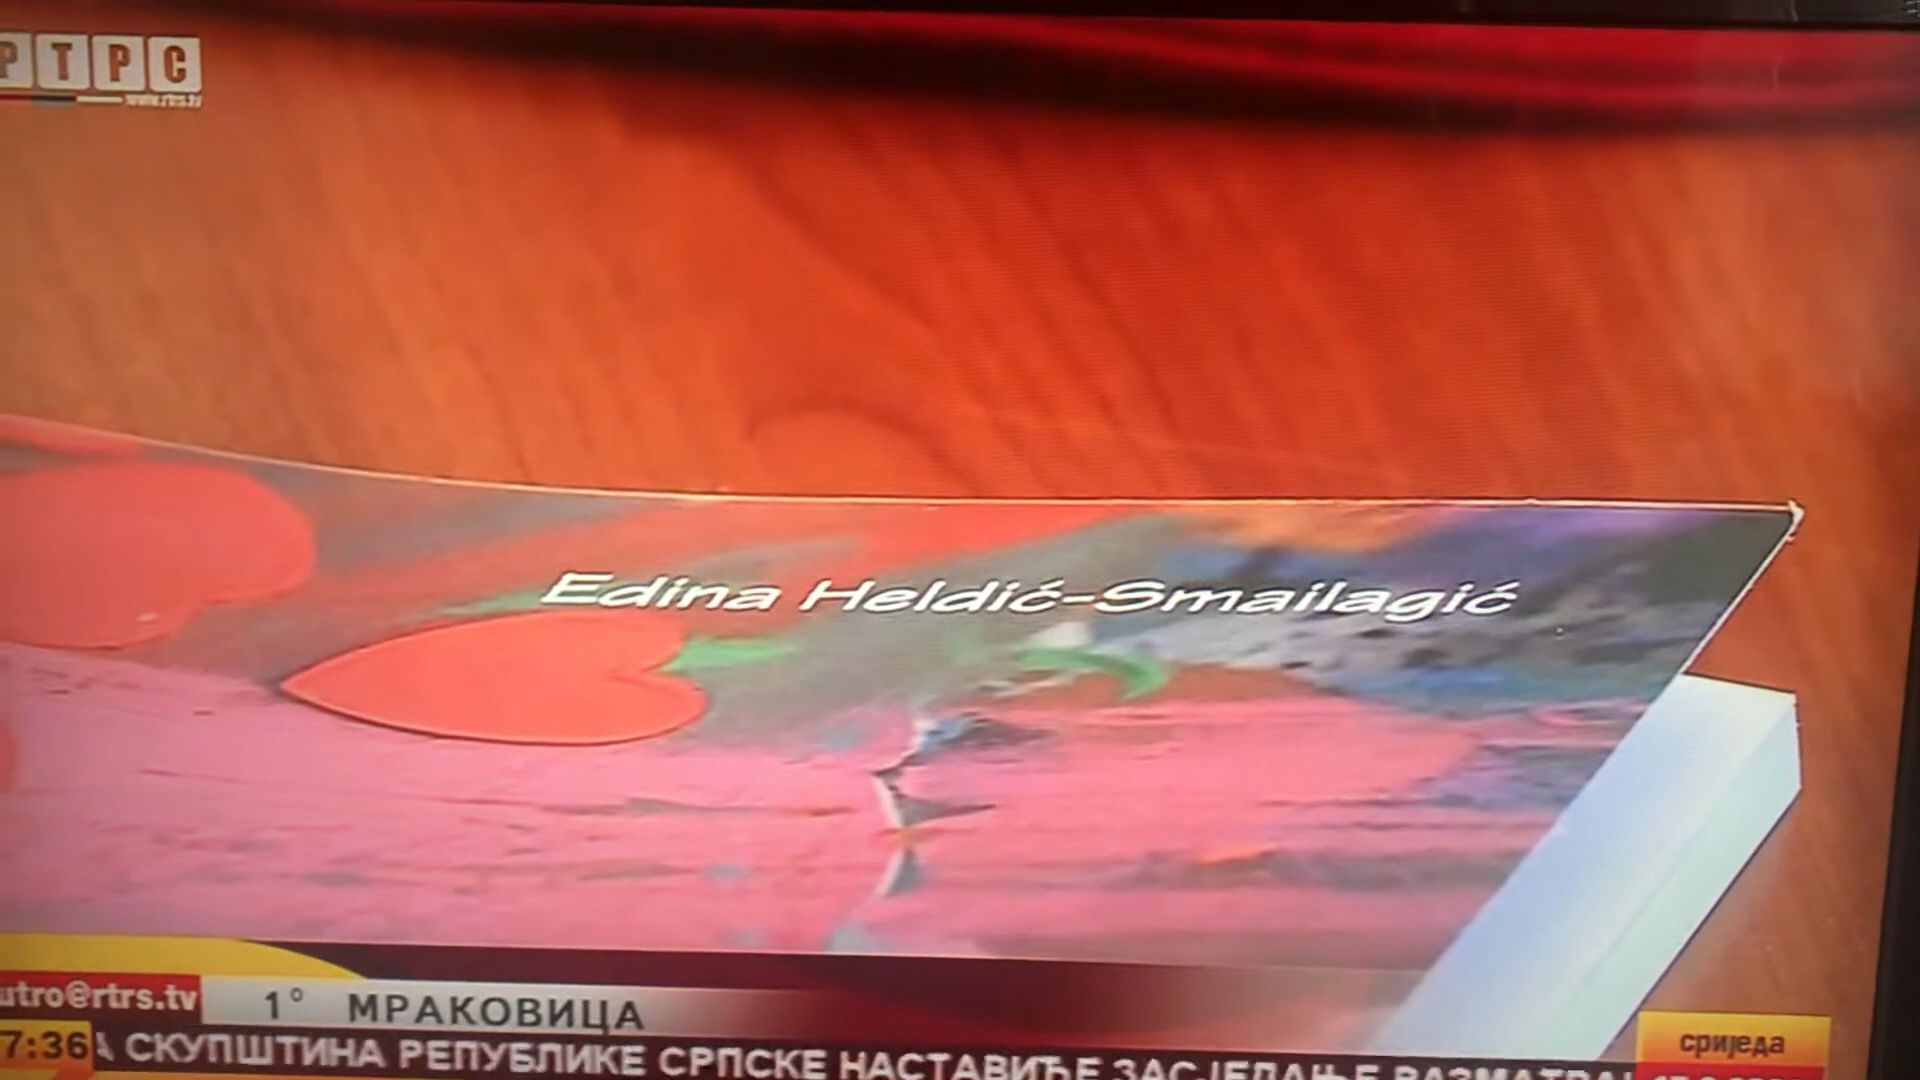 РТРС
www.rtrs.tv
Edina Heldić-Smailagić
utro@rtrs.tv
1° МРАКОВИЦА
7:36
СКУПШТИНА РЕПУБЛИКЕ СРПСКЕ НАСТАВИЋЕ ЗАСЈЕДАЊЕ
сриједа